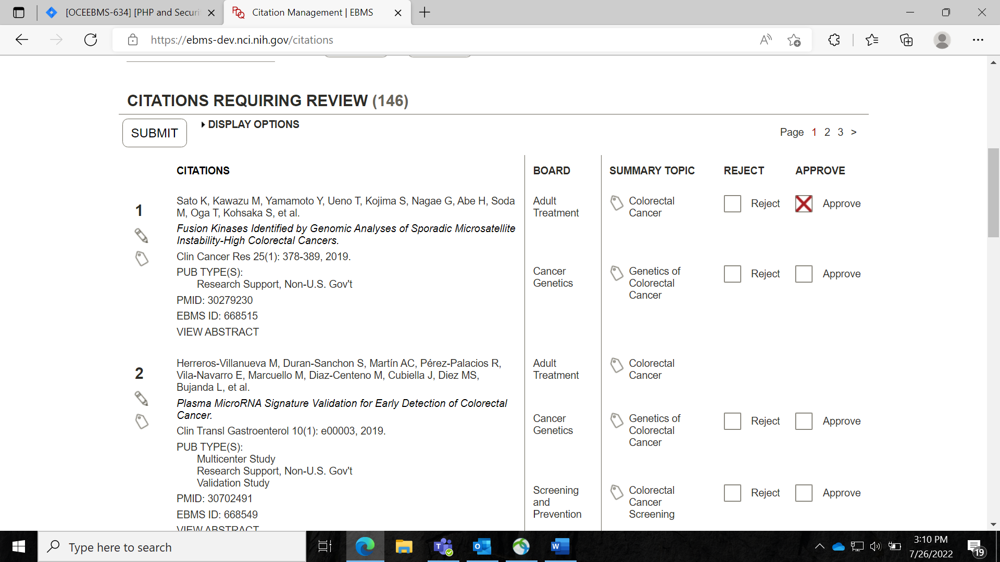 [OCEEBMS-634] [PHP and Securi
Citation Management | EBMS
https://ebms-dev.nci.nih.gov/citations
CITATIONS REQUIRING REVIEW (146)
SUBMIT
DISPLAY OPTIONS
Page 1 2 3 >
CITATIONS BOARD SUMMARY TOPIC REJECT APPROVE
1
Sato K, Kawazu M, Yamamoto Y, Ueno T, Kojima S, Nagae G, Abe H, Soda
M, Oga T, Kohsaka S, et al.
Fusion Kinases Identified by Genomic Analyses of Sporadic Microsatellite
Instability-High Colorectal Cancers.
Clin Cancer Res 25(1): 378-389, 2019.
PUB TYPE(S):
Research Support, Non-U.S. Gov't
PMID: 30279230
EBMS ID: 668515
VIEW ABSTRACT
Adult
Treatment
Colorectal
Cancer
Reject
Approve
Cancer
Genetics
Genetics of
Colorectal
Cancer
Reject
Approve
2
Herreros-Villanueva M, Duran-Sanchon S, Martín AC, Pérez-Palacios R,
Vila-Navarro E, Marcuello M, Diaz-Centeno M, Cubiella J, Diez MS,
Bujanda L, et al.
Plasma MicroRNA Signature Validation for Early Detection of Colorectal
Cancer.
Clin Transl Gastroenterol 10(1): e00003, 2019.
PUB TYPE(S):
Multicenter Study
Research Support, Non-U.S. Gov't
Validation Study
PMID: 30702491
EBMS ID: 668549
VIEW ABSTRACT
Adult
Treatment
Colorectal
Cancer
Cancer
Genetics
Genetics of
Colorectal
Cancer
Reject
Approve
Screening
and
Prevention
Colorectal
Cancer
Screening
Reject
Approve
Type here to search
3:10 PM
7/26/2022
19